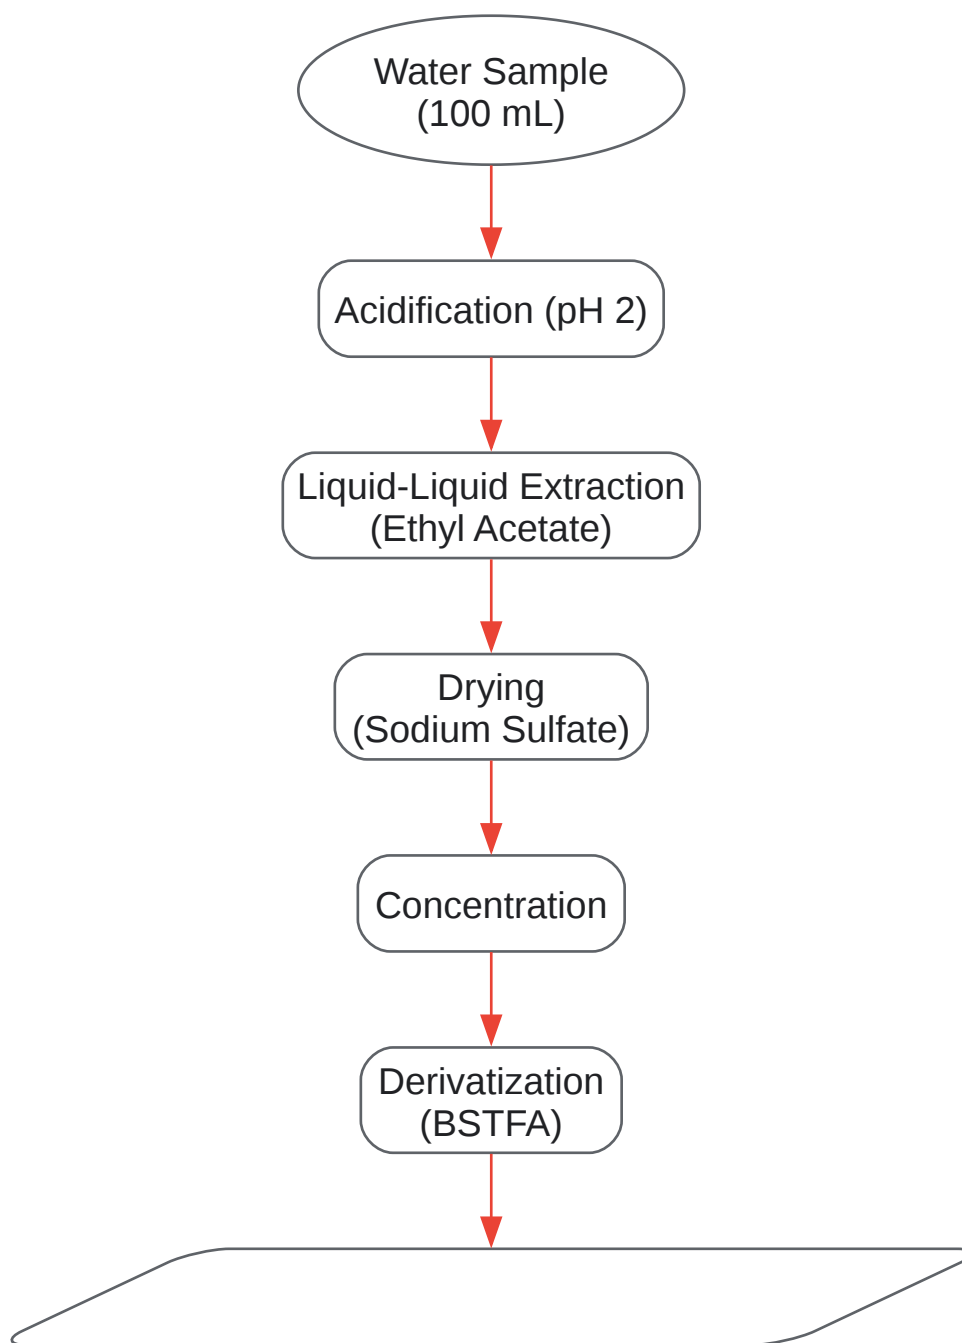 Water Sample
(100 mL)
Acidification (pH 2)
Liquid-Liquid Extraction
(Ethyl Acetate)
Drying
(Sodium Sulfate)
Concentration
Derivatization
(BSTFA)